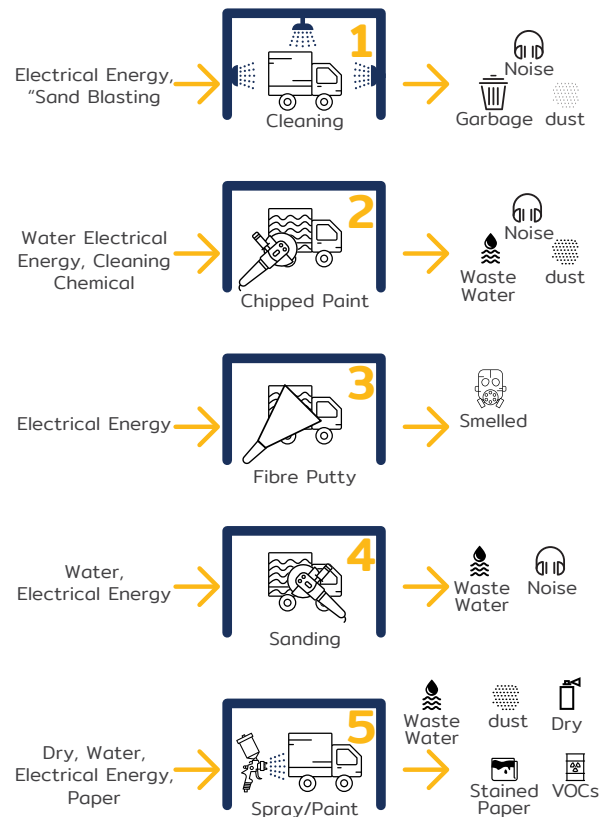 1
Electrical Energy,
“Sand Blasting
Cleaning
Noise
Garbage
dust
2
Water Electrical
Energy, Cleaning
Chemical
Chipped Paint
Noise
Waste
Water
dust
3
Electrical Energy
Fibre Putty
Smelled
4
Water,
Electrical Energy
Sanding
Waste
Water
Noise
5
Dry, Water,
Electrical Energy,
Paper
Spray/Paint
Waste
Water
dust
Dry
Stained
Paper
VOCs